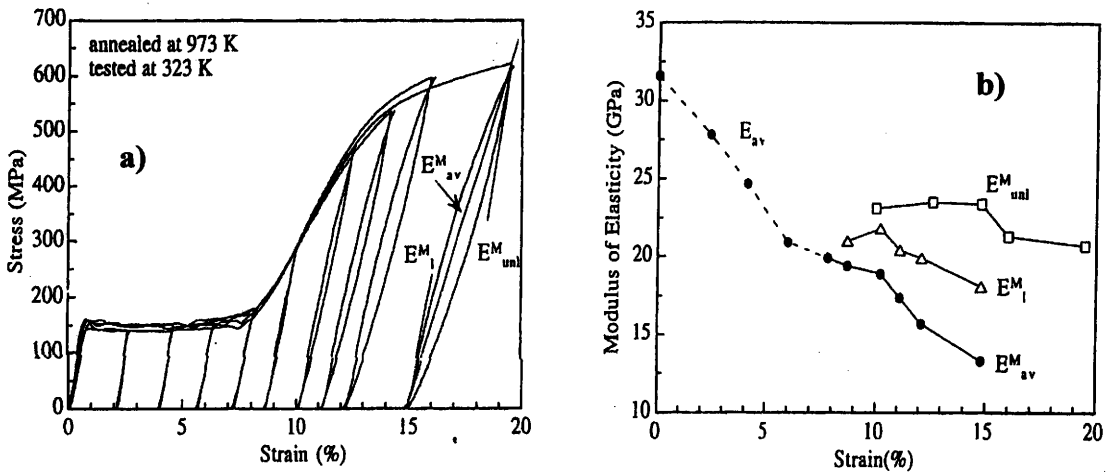 700
600
500
400
300
200
100
0
Stress (MPa)
annealed at 973 K
tested at 323 K
a)
E^M_av
E^M_l
E^M_unl
0
5
10
15
20
Strain (%)
35
30
25
20
15
10
Modulus of Elasticity (GPa)
b)
E_av
E^M_unl
E^M_l
E^M_av
0
5
10
15
20
Strain(%)